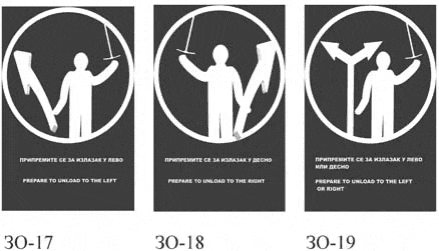 ПРИПРЕМИТЕ СЕ ЗА ИЗЛАЗАК У ЛЕВО
PREPARE TO UNLOAD TO THE LEFT
ЗО-17
ПРИПРЕМИТЕ СЕ ЗА ИЗЛАЗАК У ДЕСНО
PREPARE TO UNLOAD TO THE RIGHT
ЗО-18
ПРИПРЕМИТЕ СЕ ЗА ИЗЛАЗАК У ЛЕВО
ИЛИ ДЕСНО
PREPARE TO UNLOAD TO THE LEFT
OR RIGHT
ЗО-19